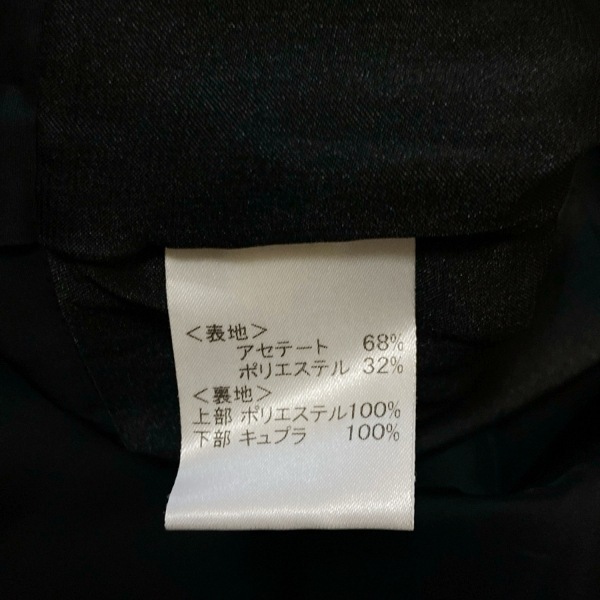 <表地>
アセテート 68%
ポリエステル 32%
<裏地>
上部 ポリエステル100%
下部 キュプラ 100%